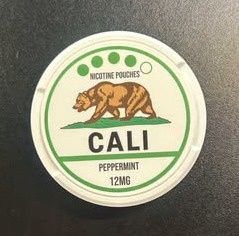 NICOTINE POUCHES
CALI
PEPPERMINT
12MG